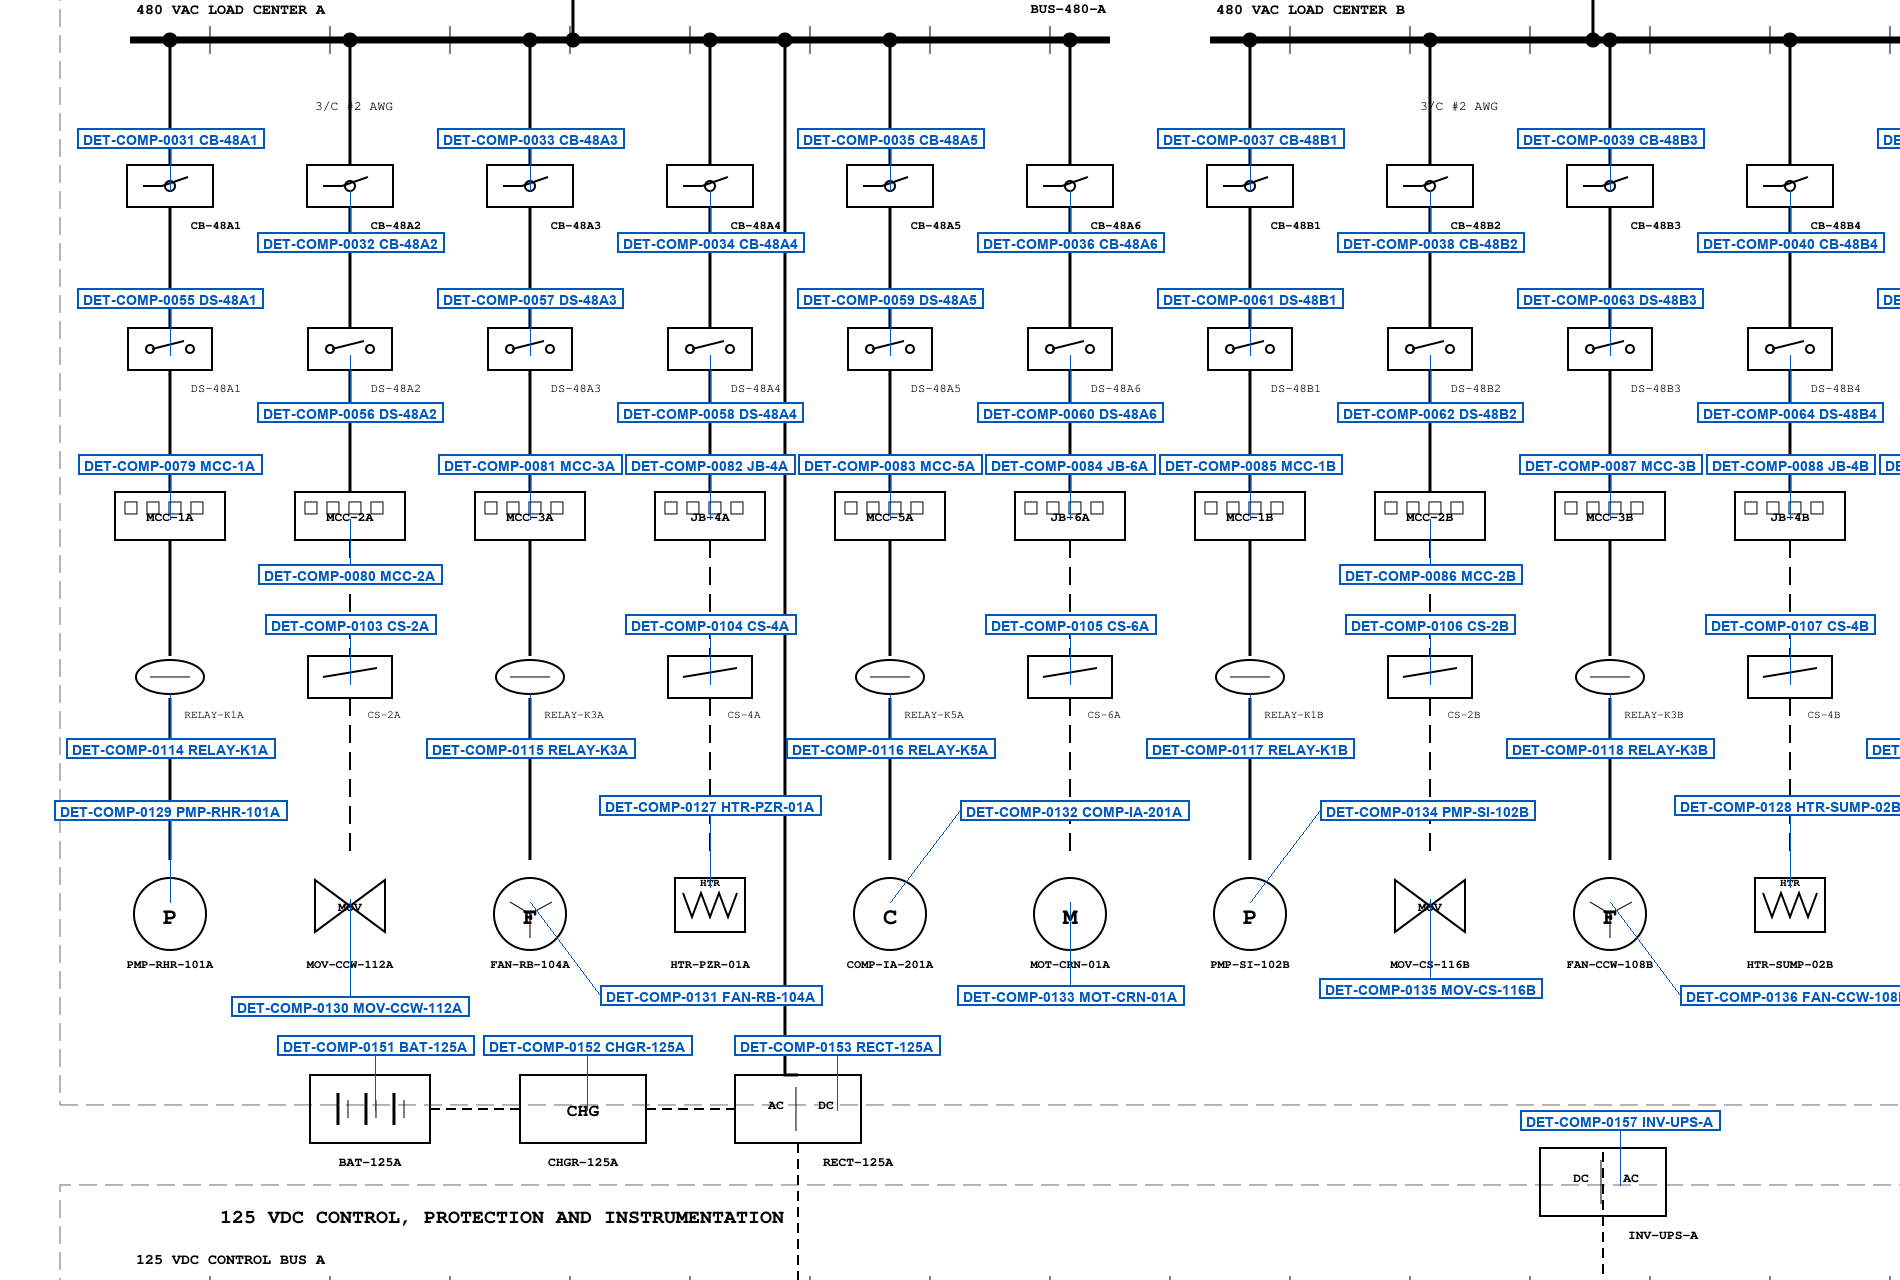 480 VAC LOAD CENTER A
BUS-480-A
480 VAC LOAD CENTER B
3/C #2 AWG
3/C #2 AWG
DET-COMP-0031 CB-48A1
DET-COMP-0033 CB-48A3
DET-COMP-0035 CB-48A5
DET-COMP-0037 CB-48B1
DET-COMP-0039 CB-48B3
DE
CB-48A1
CB-48A2
CB-48A3
CB-48A4
CB-48A5
CB-48A6
CB-48B1
CB-48B2
CB-48B3
CB-48B4
DET-COMP-0032 CB-48A2
DET-COMP-0034 CB-48A4
DET-COMP-0036 CB-48A6
DET-COMP-0038 CB-48B2
DET-COMP-0040 CB-48B4
DET-COMP-0055 DS-48A1
DET-COMP-0057 DS-48A3
DET-COMP-0059 DS-48A5
DET-COMP-0061 DS-48B1
DET-COMP-0063 DS-48B3
DE
DS-48A1
DS-48A2
DS-48A3
DS-48A4
DS-48A5
DS-48A6
DS-48B1
DS-48B2
DS-48B3
DS-48B4
DET-COMP-0056 DS-48A2
DET-COMP-0058 DS-48A4
DET-COMP-0060 DS-48A6
DET-COMP-0062 DS-48B2
DET-COMP-0064 DS-48B4
DET-COMP-0079 MCC-1A
DET-COMP-0081 MCC-3A
DET-COMP-0082 JB-4A
DET-COMP-0083 MCC-5A
DET-COMP-0084 JB-6A
DET-COMP-0085 MCC-1B
DET-COMP-0087 MCC-3B
DET-COMP-0088 JB-4B
DE
MCC-1A
MCC-2A
MCC-3A
JB-4A
MCC-5A
JB-6A
MCC-1B
MCC-2B
MCC-3B
JB-4B
DET-COMP-0080 MCC-2A
DET-COMP-0086 MCC-2B
DET-COMP-0103 CS-2A
DET-COMP-0104 CS-4A
DET-COMP-0105 CS-6A
DET-COMP-0106 CS-2B
DET-COMP-0107 CS-4B
RELAY-K1A
CS-2A
RELAY-K3A
CS-4A
RELAY-K5A
CS-6A
RELAY-K1B
CS-2B
RELAY-K3B
CS-4B
DET-COMP-0114 RELAY-K1A
DET-COMP-0115 RELAY-K3A
DET-COMP-0116 RELAY-K5A
DET-COMP-0117 RELAY-K1B
DET-COMP-0118 RELAY-K3B
DET
DET-COMP-0129 PMP-RHR-101A
DET-COMP-0127 HTR-PZR-01A
DET-COMP-0132 COMP-IA-201A
DET-COMP-0134 PMP-SI-102B
DET-COMP-0128 HTR-SUMP-02B
P
MOV
F
HTR
C
M
P
MOV
F
HTR
PMP-RHR-101A
MOV-CCW-112A
FAN-RB-104A
HTR-PZR-01A
COMP-IA-201A
MOT-CRN-01A
PMP-SI-102B
MOV-CS-116B
FAN-CCW-108B
HTR-SUMP-02B
DET-COMP-0130 MOV-CCW-112A
DET-COMP-0131 FAN-RB-104A
DET-COMP-0133 MOT-CRN-01A
DET-COMP-0135 MOV-CS-116B
DET-COMP-0136 FAN-CCW-108B
DET-COMP-0151 BAT-125A
DET-COMP-0152 CHGR-125A
DET-COMP-0153 RECT-125A
CHG
AC
DC
BAT-125A
CHGR-125A
RECT-125A
DET-COMP-0157 INV-UPS-A
DC
AC
INV-UPS-A
125 VDC CONTROL, PROTECTION AND INSTRUMENTATION
125 VDC CONTROL BUS A